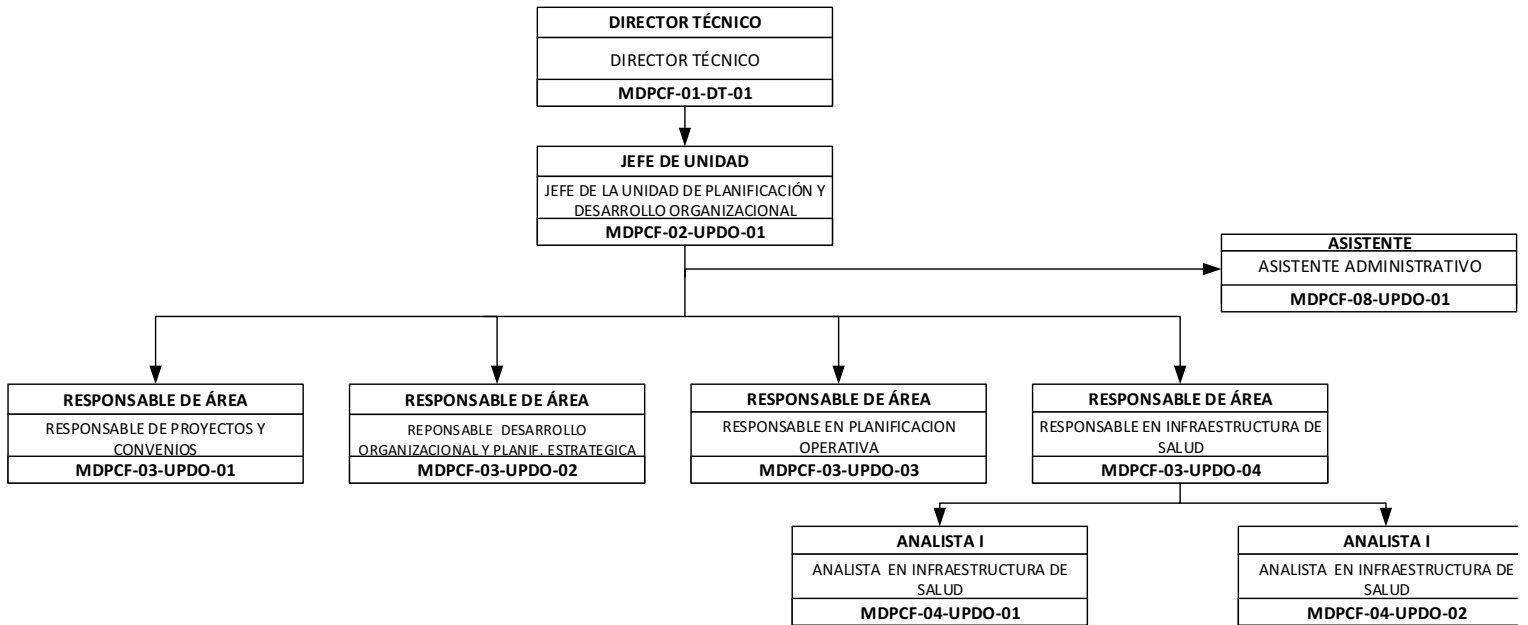 DIRECTOR TÉCNICO
DIRECTOR TÉCNICO
MDPCF-01-DT-01
JEFE DE UNIDAD
JEFE DE LA UNIDAD DE PLANIFICACIÓN Y
DESARROLLO ORGANIZACIONAL
MDPCF-02-UPDO-01
ASISTENTE
ASISTENTE ADMINISTRATIVO
MDPCF-08-UPDO-01
RESPONSABLE DE ÁREA
RESPONSABLE DE PROYECTOS Y
CONVENIOS
MDPCF-03-UPDO-01
RESPONSABLE DE ÁREA
REPONSABLE DESARROLLO
ORGANIZACIONAL Y PLANIF. ESTRATEGICA
MDPCF-03-UPDO-02
RESPONSABLE DE ÁREA
RESPONSABLE EN PLANIFICACION
OPERATIVA
MDPCF-03-UPDO-03
RESPONSABLE DE ÁREA
RESPONSABLE EN INFRAESTRUCTURA DE
SALUD
MDPCF-03-UPDO-04
ANALISTA I
ANALISTA EN INFRAESTRUCTURA DE
SALUD
MDPCF-04-UPDO-01
ANALISTA I
ANALISTA EN INFRAESTRUCTURA DE
SALUD
MDPCF-04-UPDO-02